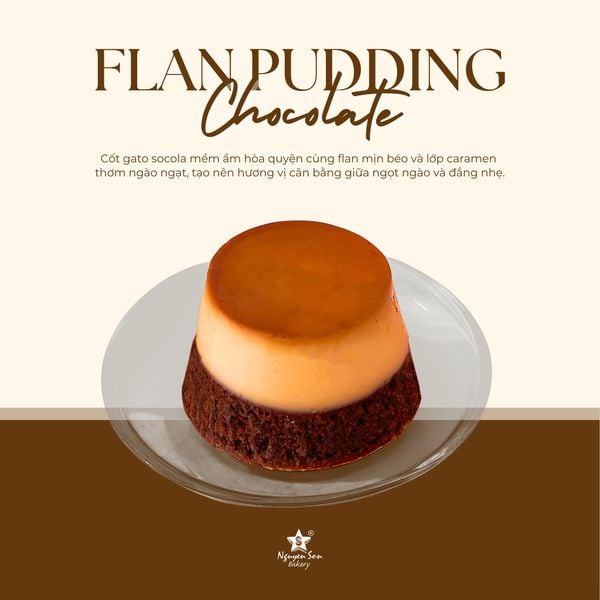 FLAN PUDDING
Chocolate
Cốt gato socola mềm ẩm hòa quyện cùng flan mịn béo và lớp caramen
thơm ngào ngạt, tạo nên hương vị cân bằng giữa ngọt ngào và đắng nhẹ.
S ®
Nguyen Son
Bakery